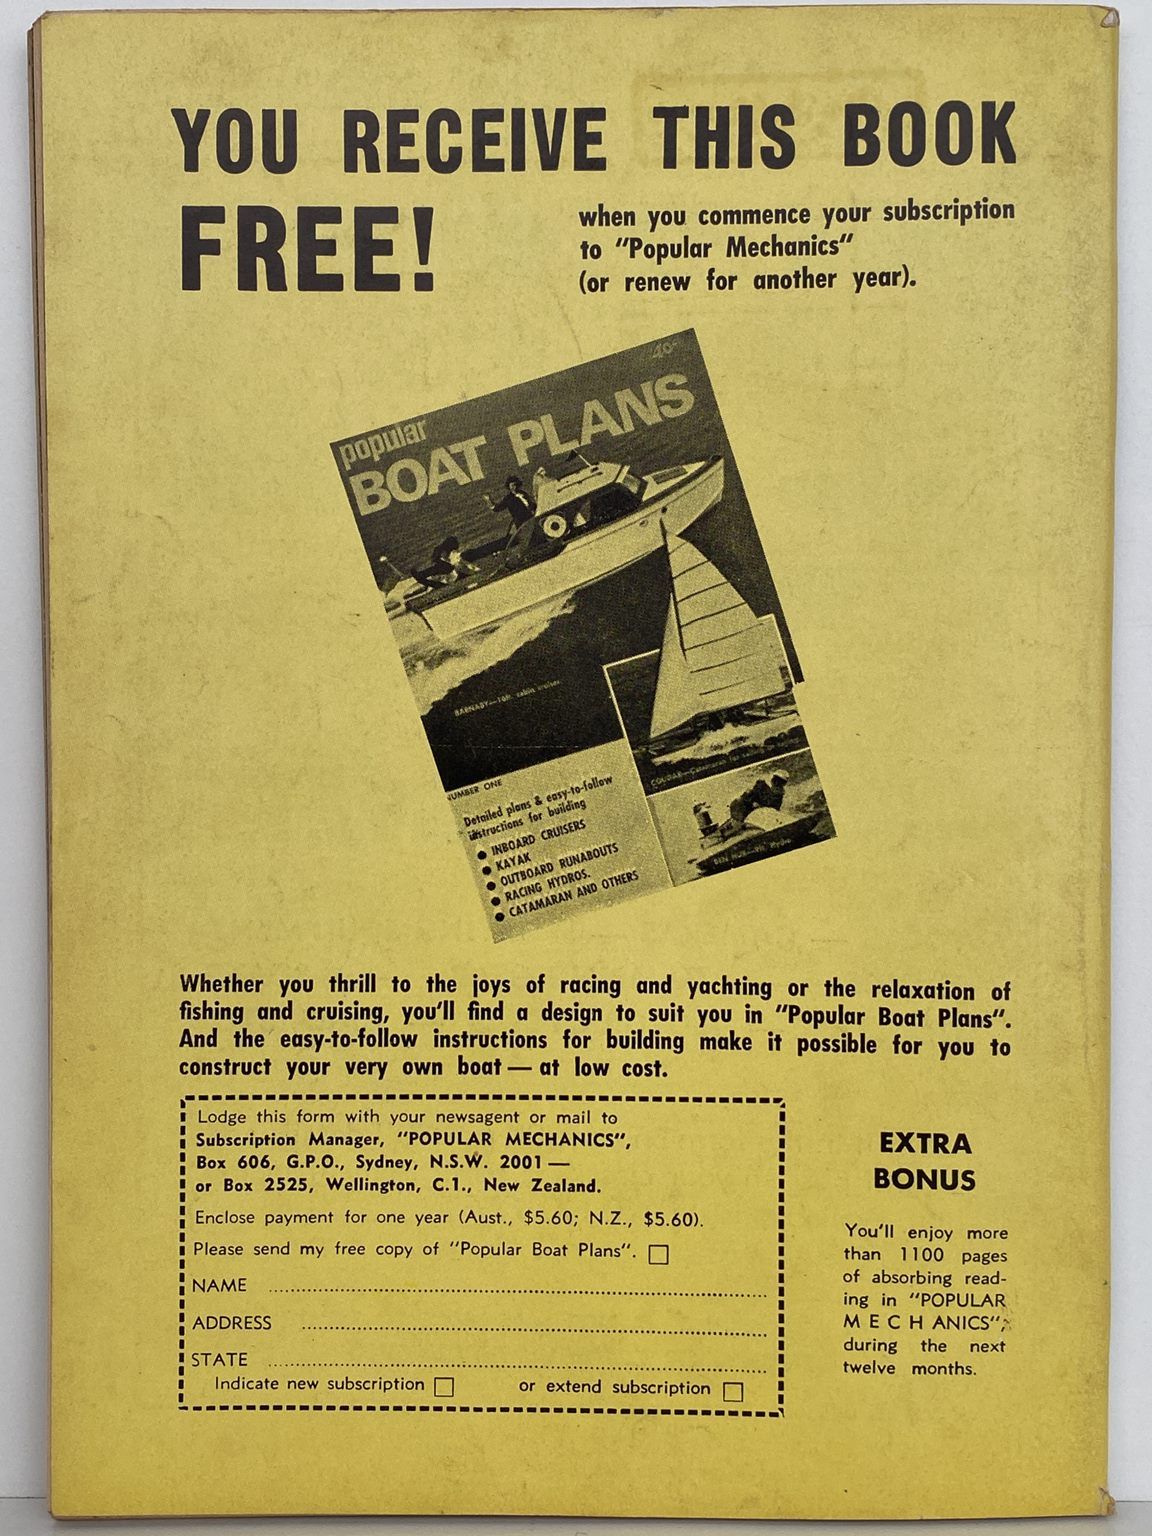 YOU RECEIVE THIS BOOK
FREE!
when you commence your subscription
to "Popular Mechanics"
(or renew for another year).
40c
popular
BOAT PLANS
BARNABY—16ft. cabin cruiser
COUGAR—Catamaran for
BEN HUR— Hydro
NUMBER ONE
Detailed plans & easy-to-follow
instructions for building
● INBOARD CRUISERS
● KAYAK
● OUTBOARD RUNABOUTS
● RACING HYDROS.
● CATAMARAN AND OTHERS
Whether you thrill to the joys of racing and yachting or the relaxation of
fishing and cruising, you'll find a design to suit you in "Popular Boat Plans".
And the easy-to-follow instructions for building make it possible for you to
construct your very own boat — at low cost.
Lodge this form with your newsagent or mail to
Subscription Manager, "POPULAR MECHANICS",
Box 606, G.P.O., Sydney, N.S.W. 2001 —
or Box 2525, Wellington, C.1., New Zealand.
Enclose payment for one year (Aust., $5.60; N.Z., $5.60).
Please send my free copy of "Popular Boat Plans". □
NAME
ADDRESS
STATE
Indicate new subscription □ or extend subscription □
EXTRA
BONUS
You'll enjoy more
than 1100 pages
of absorbing read-
ing in "POPULAR
M E C H ANICS",
during the next
twelve months.